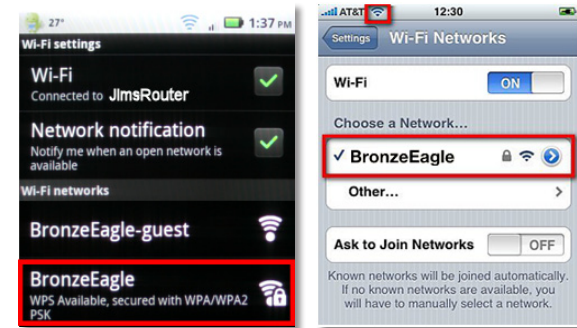 27° 1:37 PM
Wi-Fi settings
Wi-Fi
Connected to JimsRouter
Network notification
Notify me when an open network is
available
Wi-Fi networks
BronzeEagle-guest
BronzeEagle
WPS Available, secured with WPA/WPA2
PSK
AT&T 12:30
Settings Wi-Fi Networks
Wi-Fi ON
Choose a Network...
BronzeEagle
Other...
Ask to Join Networks OFF
Known networks will be joined automatically.
If no known networks are available, you
will have to manually select a network.